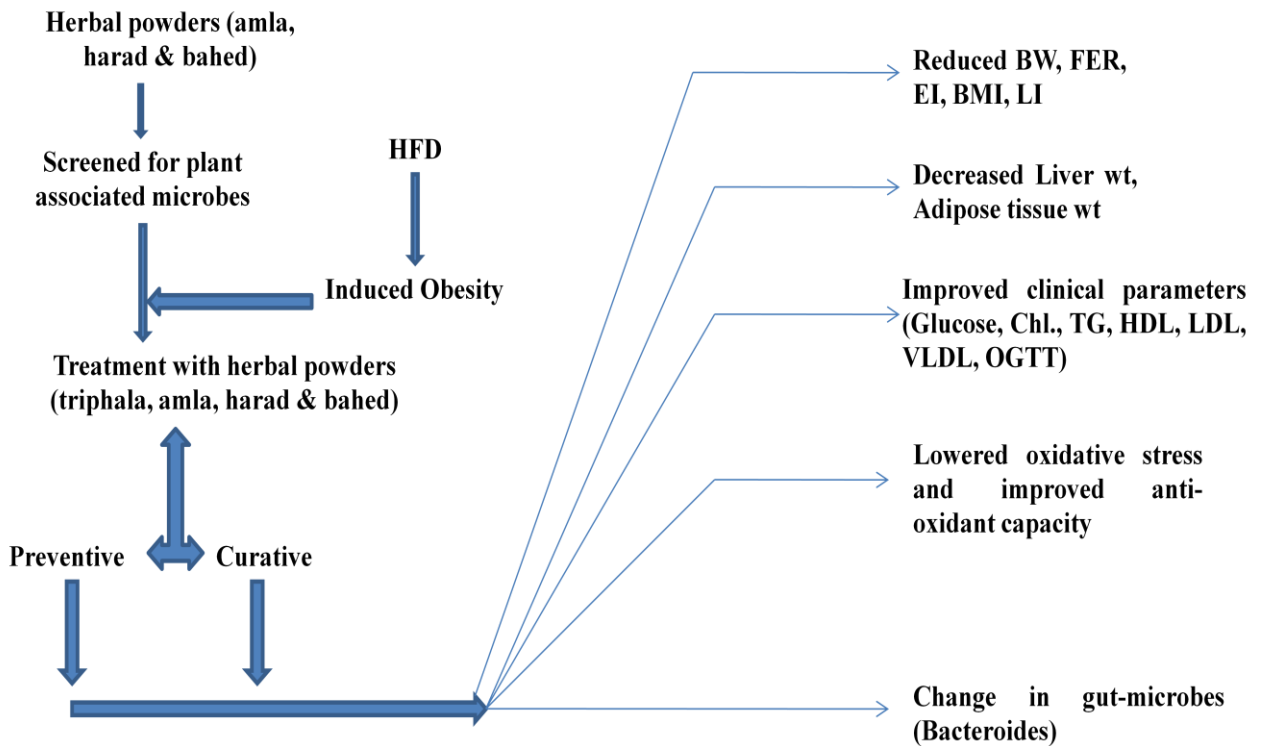 Herbal powders (amla,
harad & bahed)
Screened for plant
associated microbes
HFD
Induced Obesity
Treatment with herbal powders
(triphala, amla, harad & bahed)
Preventive
Curative
Reduced BW, FER,
EI, BMI, LI
Decreased Liver wt,
Adipose tissue wt
Improved clinical parameters
(Glucose, Chl., TG, HDL, LDL,
VLDL, OGTT)
Lowered oxidative stress
and improved anti-
oxidant capacity
Change in gut-microbes
(Bacteroides)